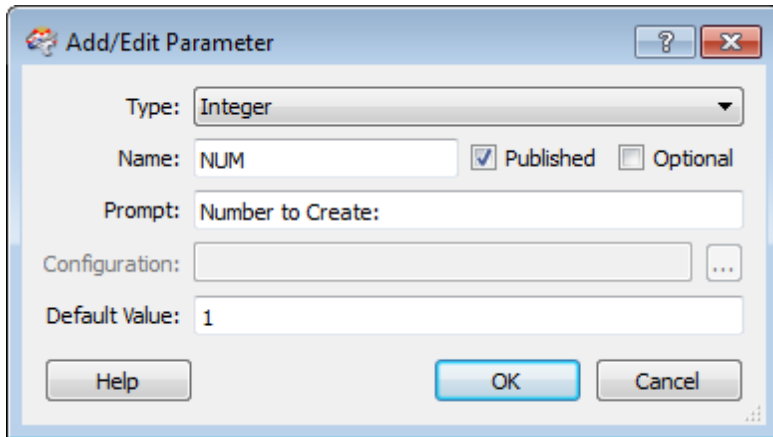 Add/Edit Parameter
?
Type: Integer
Name: NUM Published Optional
Prompt: Number to Create:
Configuration: ...
Default Value: 1
Help OK Cancel